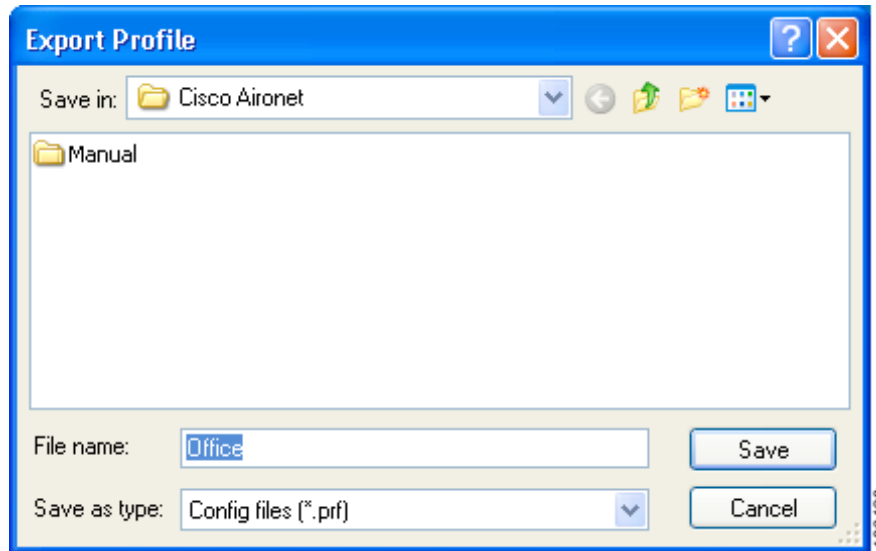 Export Profile
Save in: Cisco Aironet
Manual
File name: Office Save
Save as type: Config files (*.prf) Cancel